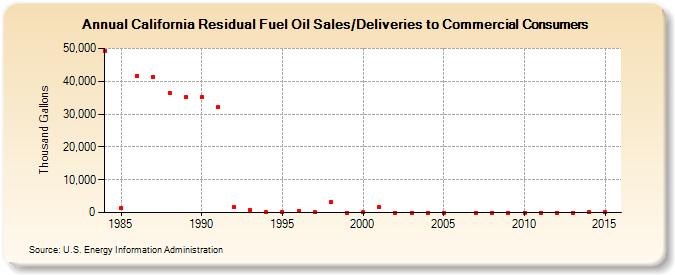 Annual California Residual Fuel Oil Sales/Deliveries to Commercial Consumers
Thousand Gallons
50,000
40,000
30,000
20,000
10,000
0
1985 1990 1995 2000 2005 2010 2015
Source: U.S. Energy Information Administration